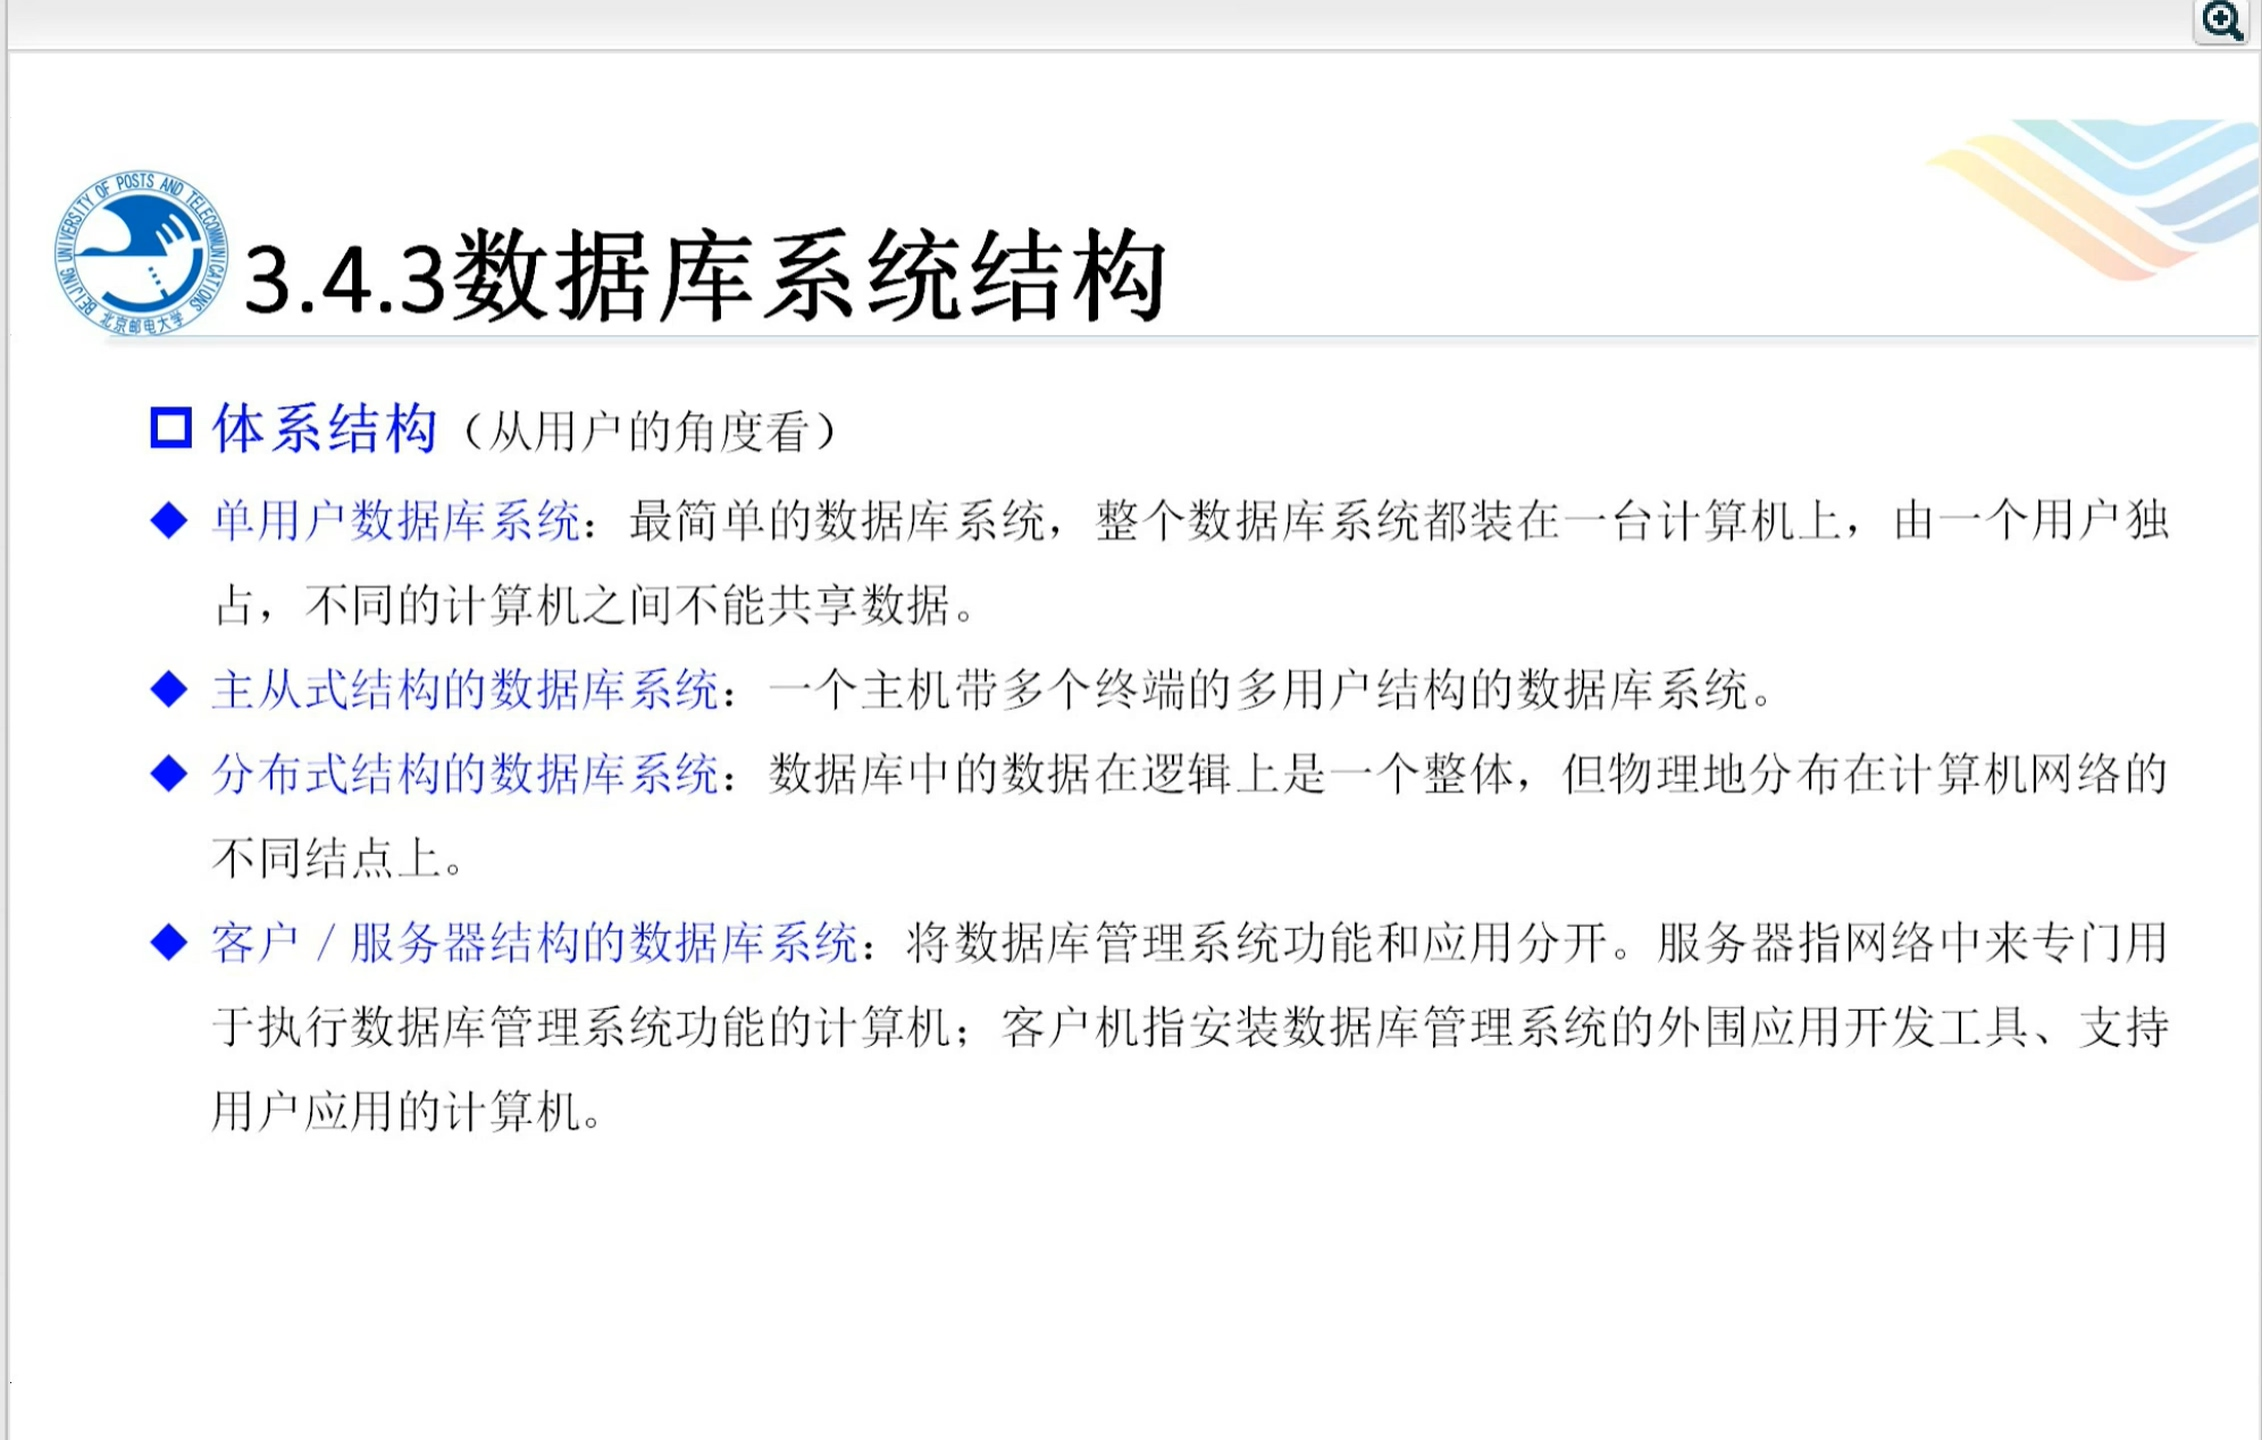 BEIJING UNIVERSITY OF POSTS AND TELECOMMUNICATIONS
北京邮电大学
3.4.3数据库系统结构
体系结构（从用户的角度看）
单用户数据库系统：最简单的数据库系统，整个数据库系统都装在一台计算机上，由一个用户独
占，不同的计算机之间不能共享数据。
主从式结构的数据库系统：一个主机带多个终端的多用户结构的数据库系统。
分布式结构的数据库系统：数据库中的数据在逻辑上是一个整体，但物理地分布在计算机网络的
不同结点上。
客户／服务器结构的数据库系统：将数据库管理系统功能和应用分开。服务器指网络中来专门用
于执行数据库管理系统功能的计算机；客户机指安装数据库管理系统的外围应用开发工具、支持
用户应用的计算机。